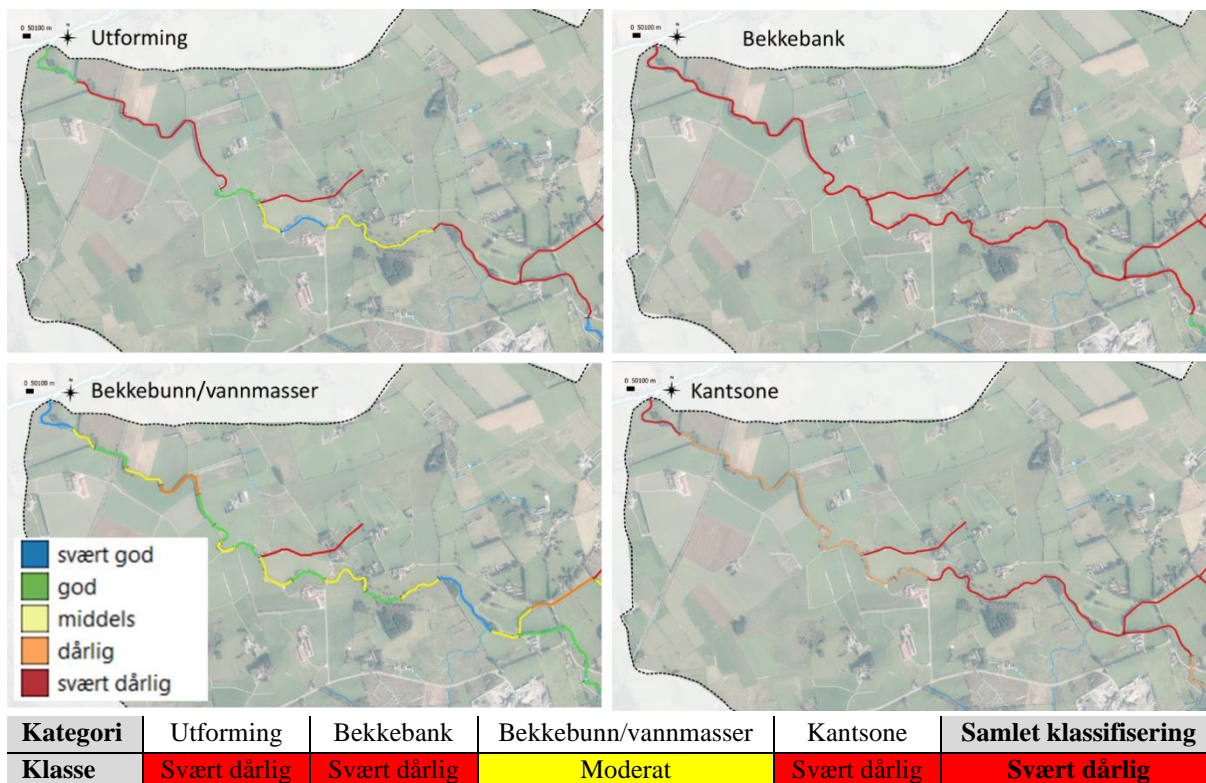 0 50100 m
N
Utforming
0 50100 m
N
Bekkebank
0 50100 m
N
Bekkebunn/vannmasser
svært god
god
middels
dårlig
svært dårlig
0 50100 m
N
Kantsone
Kategori Utforming Bekkebank Bekkebunn/vannmasser Kantsone Samlet klassifisering
Klasse Svært dårlig Svært dårlig Moderat Svært dårlig Svært dårlig